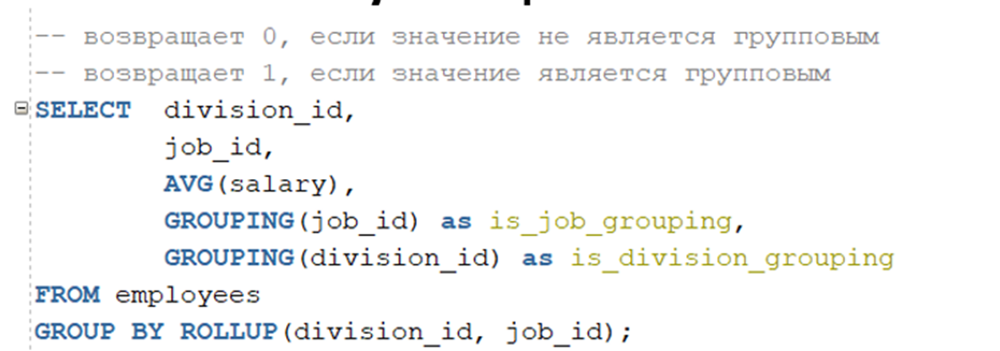 -- возвращает 0, если значение не является групповым
-- возвращает 1, если значение является групповым
SELECT division_id,
job_id,
AVG(salary),
GROUPING(job_id) as is_job_grouping,
GROUPING(division_id) as is_division_grouping
FROM employees
GROUP BY ROLLUP(division_id, job_id);